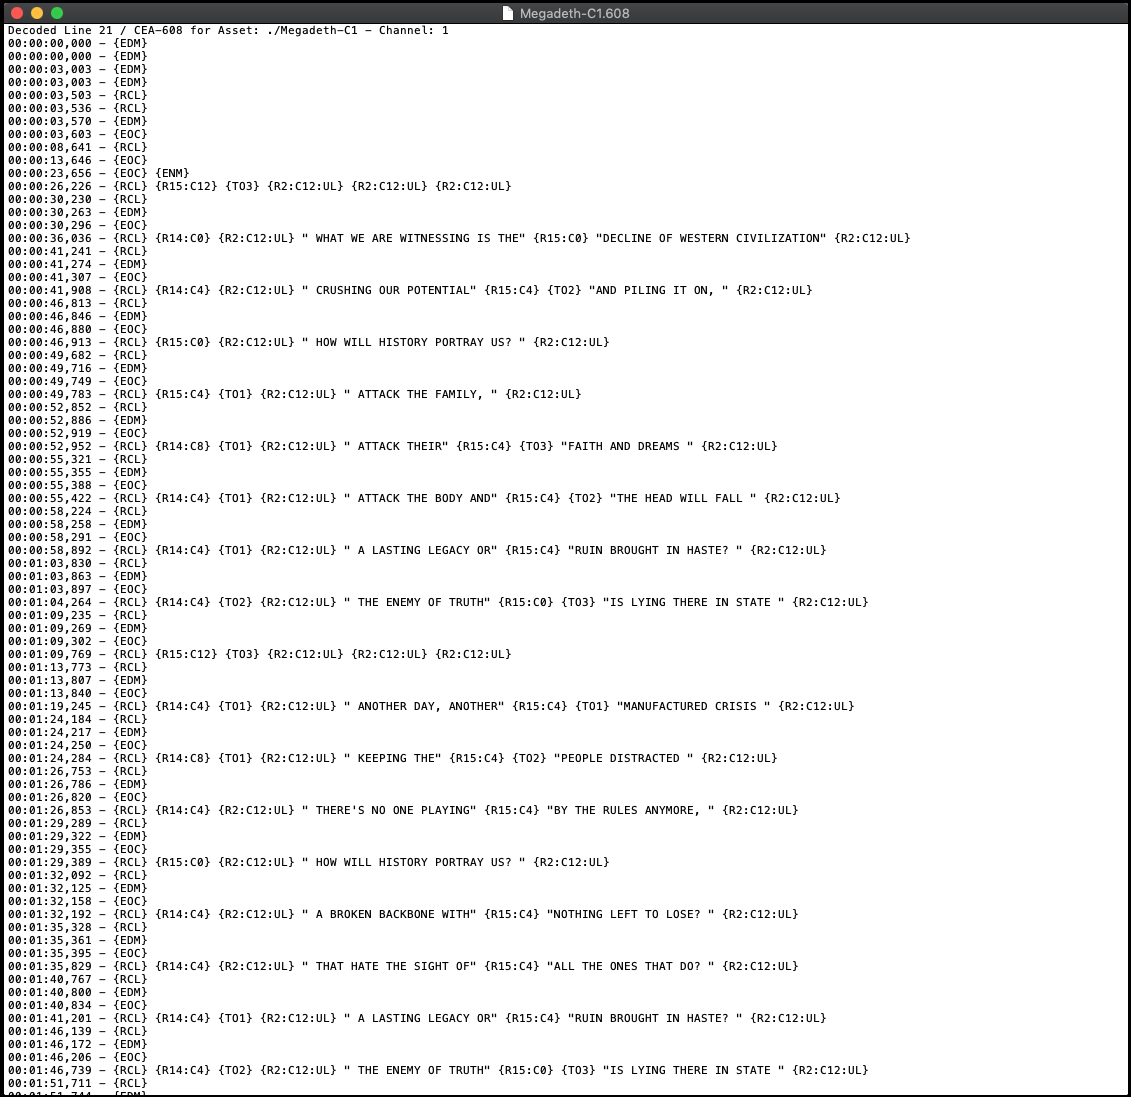 Megadeth-C1.608
Decoded Line 21 / CEA-608 for Asset: ./Megadeth-C1 - Channel: 1
00:00:00,000 - {EDM}
00:00:00,000 - {EDM}
00:00:03,003 - {EDM}
00:00:03,003 - {EDM}
00:00:03,503 - {RCL}
00:00:03,536 - {RCL}
00:00:03,570 - {EDM}
00:00:03,603 - {EOC}
00:00:08,641 - {RCL}
00:00:13,646 - {EOC}
00:00:23,656 - {EOC} {ENM}
00:00:26,226 - {RCL} {R15:C12} {TO3} {R2:C12:UL} {R2:C12:UL} {R2:C12:UL}
00:00:30,230 - {RCL}
00:00:30,263 - {EDM}
00:00:30,296 - {EOC}
00:00:36,036 - {RCL} {R14:C0} {R2:C12:UL} " WHAT WE ARE WITNESSING IS THE" {R15:C0} "DECLINE OF WESTERN CIVILIZATION" {R2:C12:UL}
00:00:41,241 - {RCL}
00:00:41,274 - {EDM}
00:00:41,307 - {EOC}
00:00:41,908 - {RCL} {R14:C4} {R2:C12:UL} " CRUSHING OUR POTENTIAL" {R15:C4} {TO2} "AND PILING IT ON, " {R2:C12:UL}
00:00:46,813 - {RCL}
00:00:46,846 - {EDM}
00:00:46,880 - {EOC}
00:00:46,913 - {RCL} {R15:C0} {R2:C12:UL} " HOW WILL HISTORY PORTRAY US? " {R2:C12:UL}
00:00:49,682 - {RCL}
00:00:49,716 - {EDM}
00:00:49,749 - {EOC}
00:00:49,783 - {RCL} {R15:C4} {TO1} {R2:C12:UL} " ATTACK THE FAMILY, " {R2:C12:UL}
00:00:52,852 - {RCL}
00:00:52,886 - {EDM}
00:00:52,919 - {EOC}
00:00:52,952 - {RCL} {R14:C8} {TO1} {R2:C12:UL} " ATTACK THEIR" {R15:C4} {TO3} "FAITH AND DREAMS " {R2:C12:UL}
00:00:55,321 - {RCL}
00:00:55,355 - {EDM}
00:00:55,388 - {EOC}
00:00:55,422 - {RCL} {R14:C4} {TO1} {R2:C12:UL} " ATTACK THE BODY AND" {R15:C4} {TO2} "THE HEAD WILL FALL " {R2:C12:UL}
00:00:58,224 - {RCL}
00:00:58,258 - {EDM}
00:00:58,291 - {EOC}
00:00:58,892 - {RCL} {R14:C4} {TO1} {R2:C12:UL} " A LASTING LEGACY OR" {R15:C4} "RUIN BROUGHT IN HASTE? " {R2:C12:UL}
00:01:03,830 - {RCL}
00:01:03,863 - {EDM}
00:01:03,897 - {EOC}
00:01:04,264 - {RCL} {R14:C4} {TO2} {R2:C12:UL} " THE ENEMY OF TRUTH" {R15:C0} {TO3} "IS LYING THERE IN STATE " {R2:C12:UL}
00:01:09,235 - {RCL}
00:01:09,269 - {EDM}
00:01:09,302 - {EOC}
00:01:09,769 - {RCL} {R15:C12} {TO3} {R2:C12:UL} {R2:C12:UL} {R2:C12:UL}
00:01:13,773 - {RCL}
00:01:13,807 - {EDM}
00:01:13,840 - {EOC}
00:01:19,245 - {RCL} {R14:C4} {TO1} {R2:C12:UL} " ANOTHER DAY, ANOTHER" {R15:C4} {TO1} "MANUFACTURED CRISIS " {R2:C12:UL}
00:01:24,184 - {RCL}
00:01:24,217 - {EDM}
00:01:24,250 - {EOC}
00:01:24,284 - {RCL} {R14:C8} {TO1} {R2:C12:UL} " KEEPING THE" {R15:C4} {TO2} "PEOPLE DISTRACTED " {R2:C12:UL}
00:01:26,753 - {RCL}
00:01:26,786 - {EDM}
00:01:26,820 - {EOC}
00:01:26,853 - {RCL} {R14:C4} {R2:C12:UL} " THERE'S NO ONE PLAYING" {R15:C4} "BY THE RULES ANYMORE, " {R2:C12:UL}
00:01:29,289 - {RCL}
00:01:29,322 - {EDM}
00:01:29,355 - {EOC}
00:01:29,389 - {RCL} {R15:C0} {R2:C12:UL} " HOW WILL HISTORY PORTRAY US? " {R2:C12:UL}
00:01:32,092 - {RCL}
00:01:32,125 - {EDM}
00:01:32,158 - {EOC}
00:01:32,192 - {RCL} {R14:C4} {R2:C12:UL} " A BROKEN BACKBONE WITH" {R15:C4} "NOTHING LEFT TO LOSE? " {R2:C12:UL}
00:01:35,328 - {RCL}
00:01:35,361 - {EDM}
00:01:35,395 - {EOC}
00:01:35,829 - {RCL} {R14:C4} {R2:C12:UL} " THAT HATE THE SIGHT OF" {R15:C4} "ALL THE ONES THAT DO? " {R2:C12:UL}
00:01:40,767 - {RCL}
00:01:40,800 - {EDM}
00:01:40,834 - {EOC}
00:01:41,201 - {RCL} {R14:C4} {TO1} {R2:C12:UL} " A LASTING LEGACY OR" {R15:C4} "RUIN BROUGHT IN HASTE? " {R2:C12:UL}
00:01:46,139 - {RCL}
00:01:46,172 - {EDM}
00:01:46,206 - {EOC}
00:01:46,739 - {RCL} {R14:C4} {TO2} {R2:C12:UL} " THE ENEMY OF TRUTH" {R15:C0} {TO3} "IS LYING THERE IN STATE " {R2:C12:UL}
00:01:51,711 - {RCL}